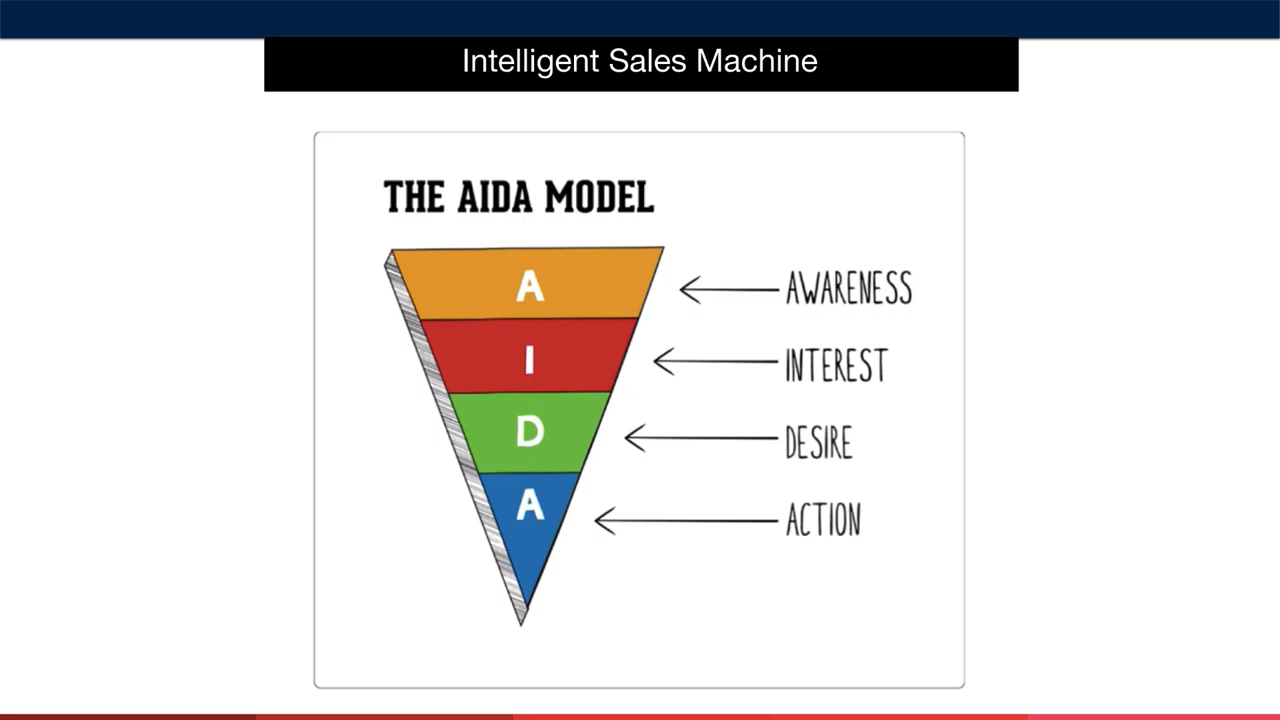 Intelligent Sales Machine
THE AIDA MODEL
A
AWARENESS
I
INTEREST
D
DESIRE
A
ACTION